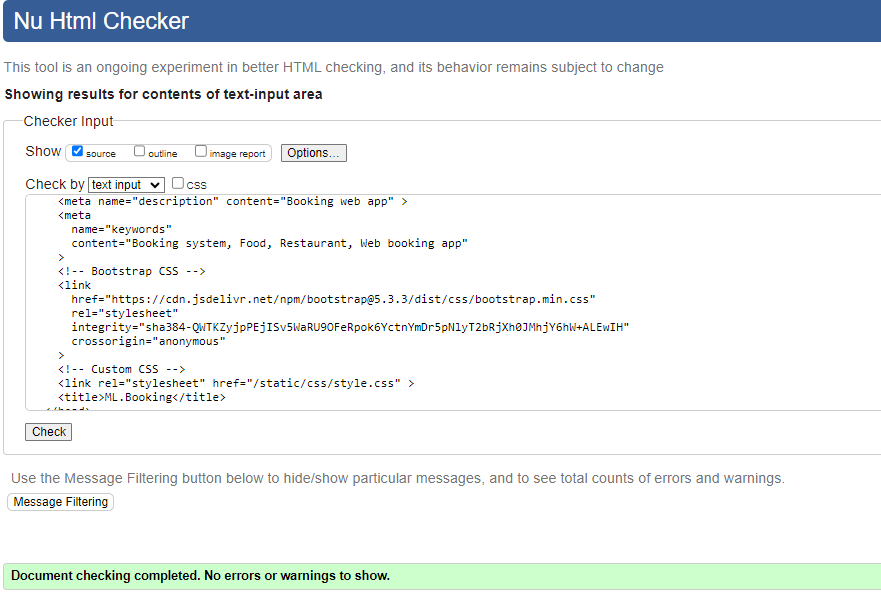 Nu Html Checker
This tool is an ongoing experiment in better HTML checking, and its behavior remains subject to change
Showing results for contents of text-input area
Checker Input
Show source outline image report Options...
Check by text input css
<meta name="description" content="Booking web app" >
<meta
name="keywords"
content="Booking system, Food, Restaurant, Web booking app"
>
<!-- Bootstrap CSS -->
<link
href="https://cdn.jsdelivr.net/npm/bootstrap@5.3.3/dist/css/bootstrap.min.css"
rel="stylesheet"
integrity="sha384-QWTKZyjpPEjISv5WaRU9OFeRpok6YctnYmDr5pNlyT2bRjXh0JMhjY6hW+ALEwIH"
crossorigin="anonymous"
>
<!-- Custom CSS -->
<link rel="stylesheet" href="/static/css/style.css" >
<title>ML.Booking</title>
</head>
Check
Use the Message Filtering button below to hide/show particular messages, and to see total counts of errors and warnings.
Message Filtering
Document checking completed. No errors or warnings to show.